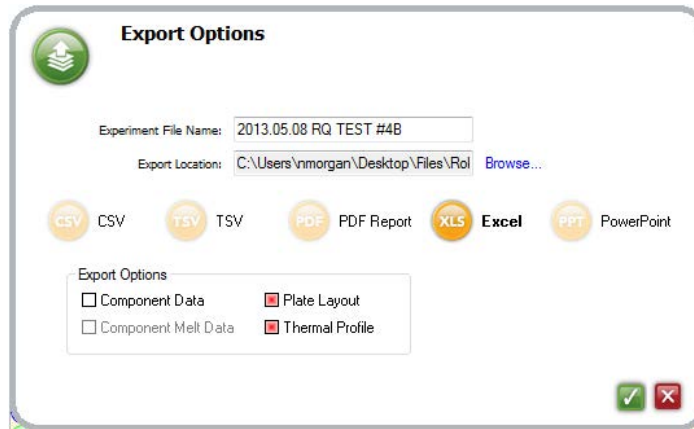 Export Options
Experiment File Name: 2013.05.08 RQ TEST #4B
Export Location: C:\Users\nmorgan\Desktop\Files\Rol Browse...
CSV CSV TSV TSV PDF PDF Report XLS Excel PPT PowerPoint
Export Options
Component Data Plate Layout
Component Melt Data Thermal Profile